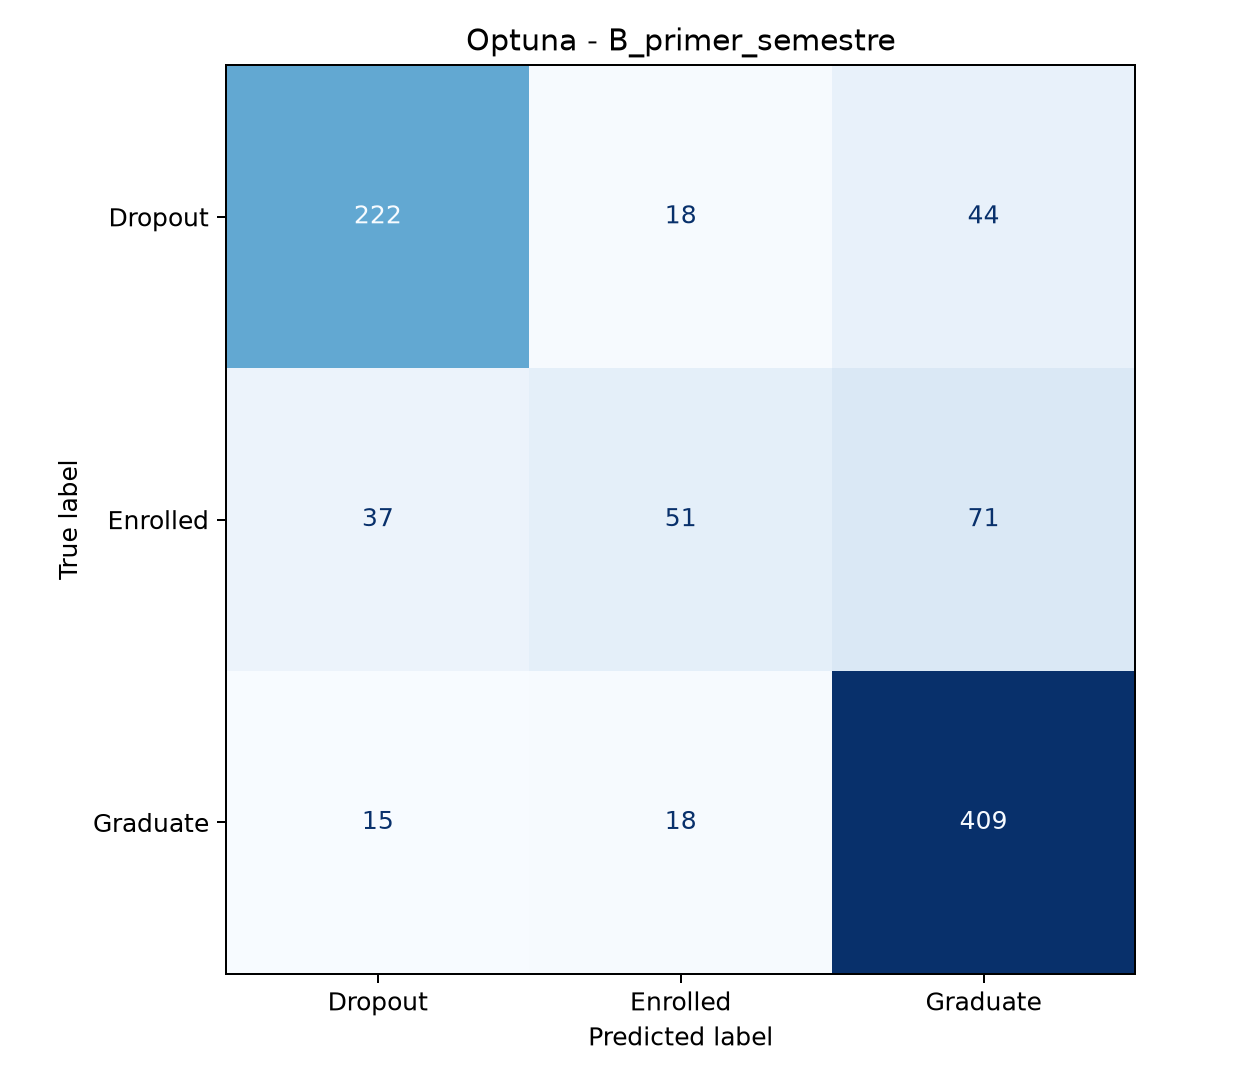 Optuna - B_primer_semestre
Dropout 222 18 44
Enrolled 37 51 71
Graduate 15 18 409
True label
Dropout Enrolled Graduate
Predicted label